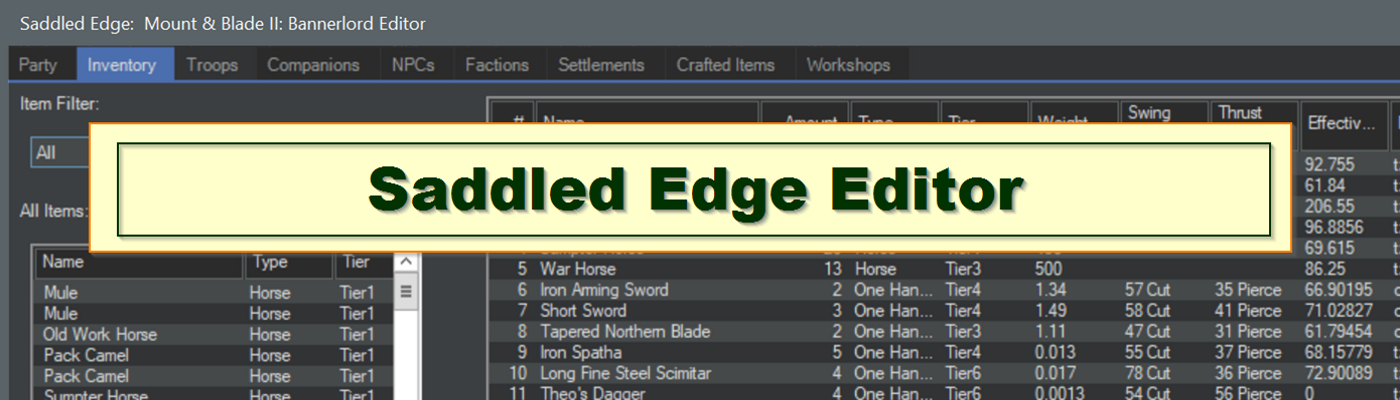 Saddled Edge: Mount & Blade II: Bannerlord Editor
Party Inventory Troops Companions NPCs Factions Settlements Crafted Items Workshops
Item Filter:
All
Saddled Edge Editor
All Items:
Name Type Tier
Mule Horse Tier1
Mule Horse Tier1
Old Work Horse Horse Tier1
Pack Camel Horse Tier1
Pack Camel Horse Tier1
Sumpter Horse Horse Tier1
# Name Amount Type Tier Weight Swing Thrust Effectiv...
92.755
61.84
206.55
96.8856
69.615
5 War Horse 13 Horse Tier3 500 86.25
6 Iron Arming Sword 2 One Han... Tier4 1.34 57 Cut 35 Pierce 66.90195
7 Short Sword 3 One Han... Tier4 1.49 58 Cut 41 Pierce 71.02827
8 Tapered Northern Blade 2 One Han... Tier3 1.11 47 Cut 31 Pierce 61.79454
9 Iron Spatha 5 One Han... Tier4 0.013 55 Cut 37 Pierce 68.15779
10 Long Fine Steel Scimitar 4 One Han... Tier6 0.017 78 Cut 36 Pierce 72.90089
11 Theo's Dagger 4 One Han... Tier6 0.0013 54 Cut 56 Pierce 0